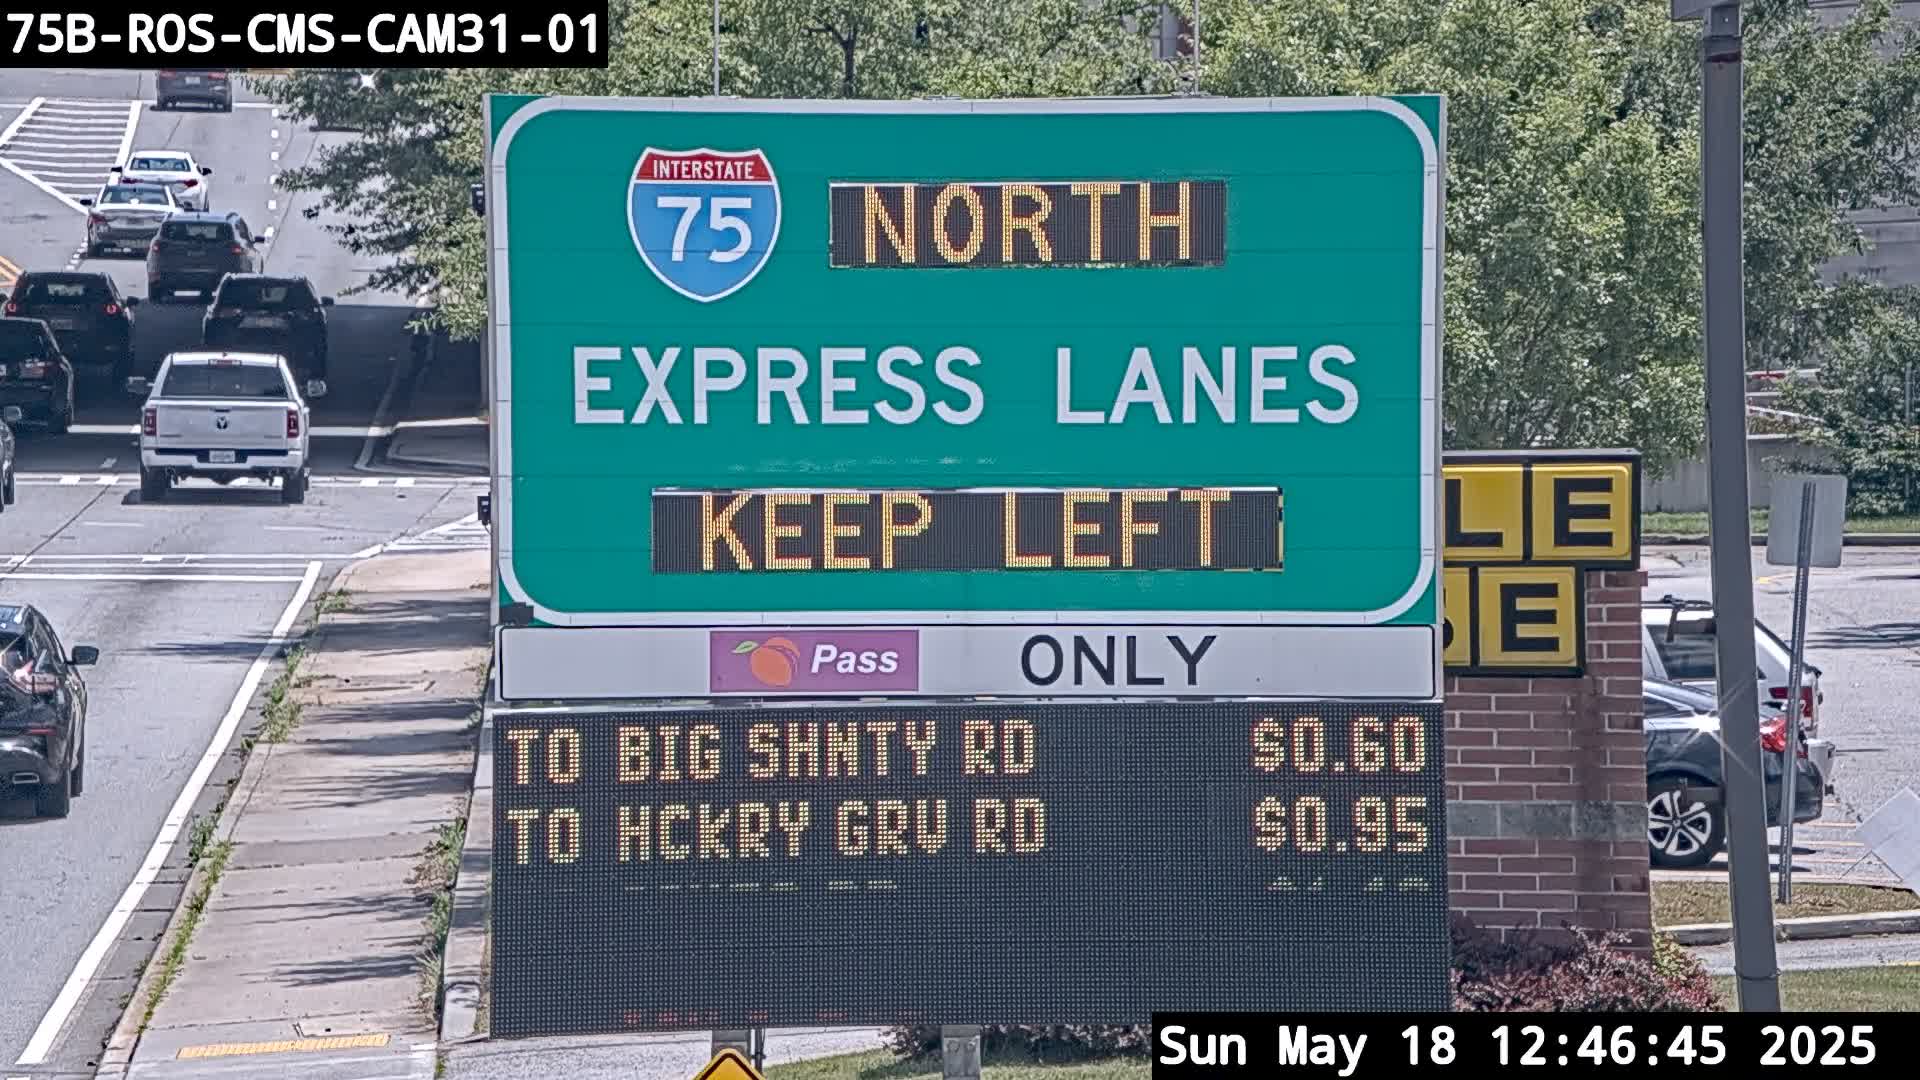 75B-ROS-CMS-CAM31-01
INTERSTATE
75
NORTH
EXPRESS LANES
KEEP LEFT
Pass ONLY
TO BIG SHNTY RD $0.60
TO HCKRY GRV RD $0.95
LE
E
Sun May 18 12:46:45 2025